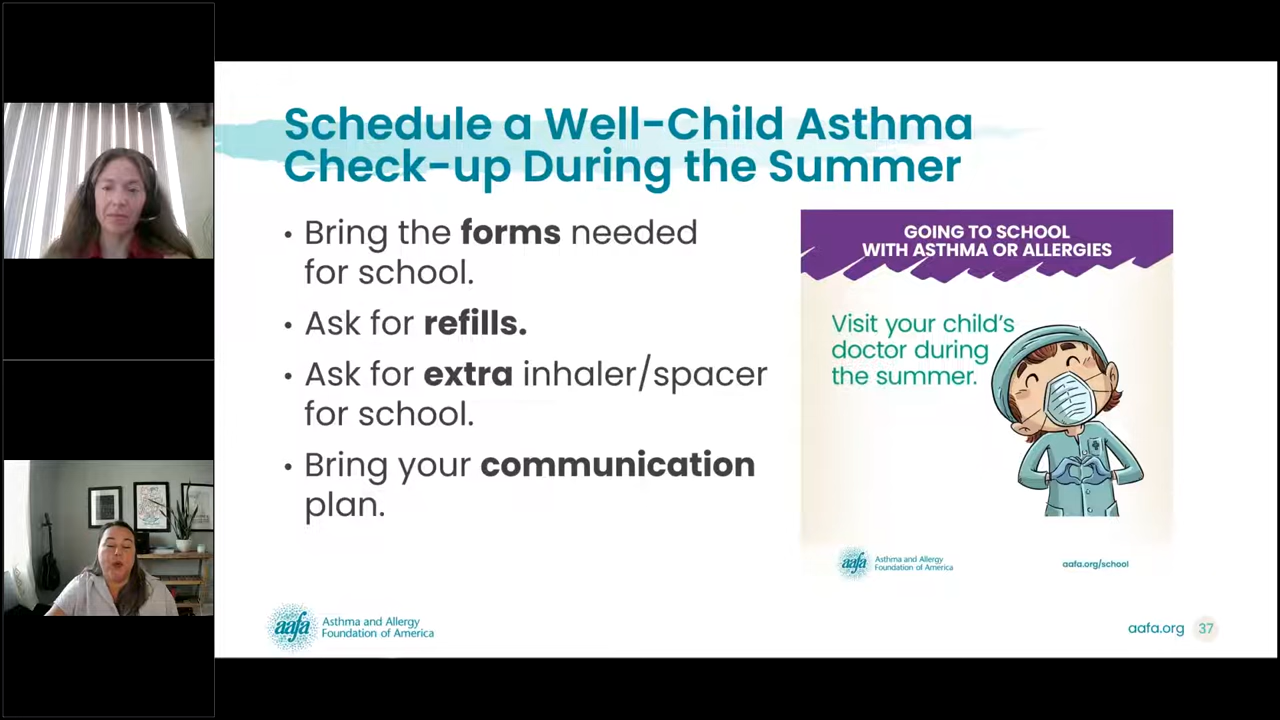 Schedule a Well-Child Asthma
Check-up During the Summer
• Bring the forms needed
for school.
• Ask for refills.
• Ask for extra inhaler/spacer
for school.
• Bring your communication
plan.
GOING TO SCHOOL
WITH ASTHMA OR ALLERGIES
Visit your child's
doctor during
the summer.
aafa
Asthma and Allergy
Foundation of America
aafa.org/school
aafa
Asthma and Allergy
Foundation of America
aafa.org 37